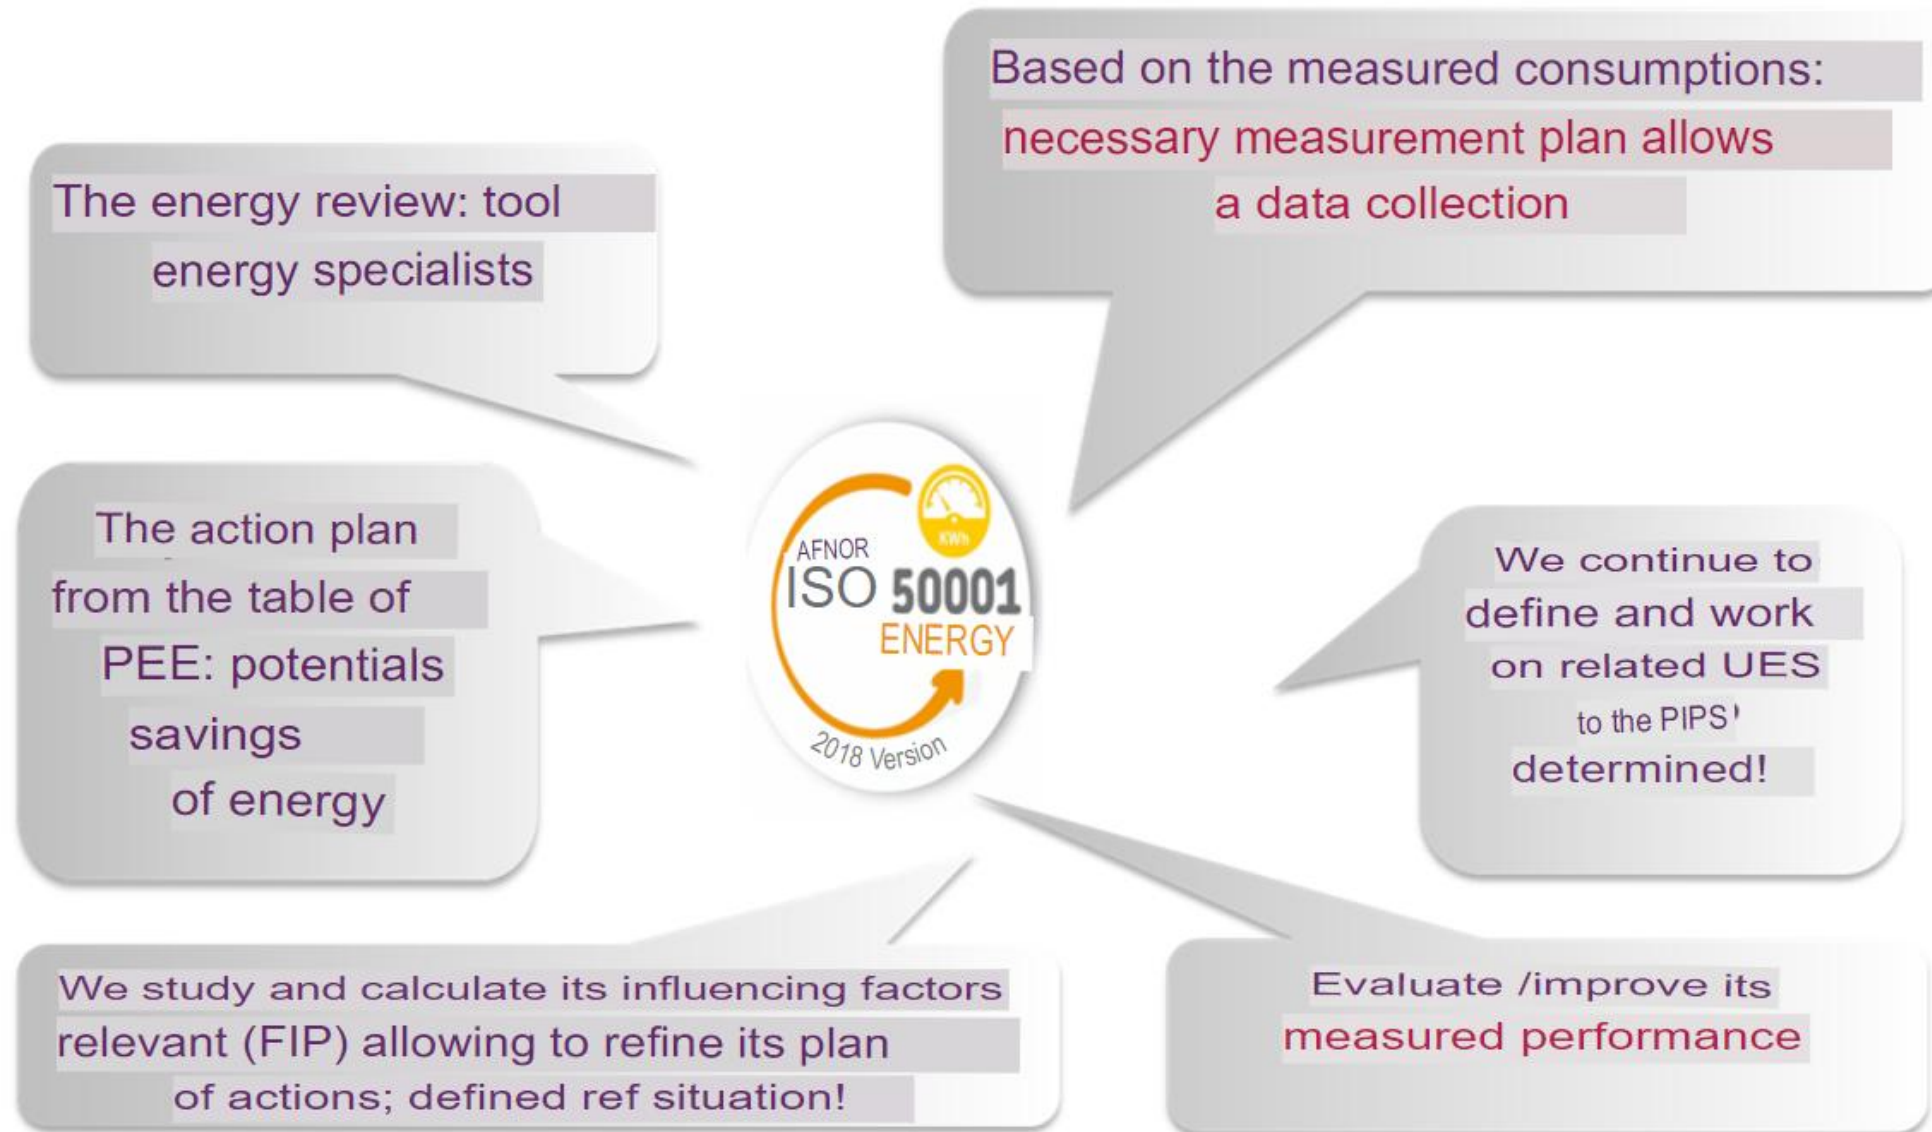 Based on the measured consumptions:
necessary measurement plan allows
a data collection
The energy review: tool
energy specialists
The action plan
from the table of
PEE: potentials
savings
of energy
KWh
AFNOR
ISO 50001
ENERGY
2018 Version
We continue to
define and work
on related UES
to the PIPS'
determined!
We study and calculate its influencing factors
relevant (FIP) allowing to refine its plan
of actions; defined ref situation!
Evaluate /improve its
measured performance